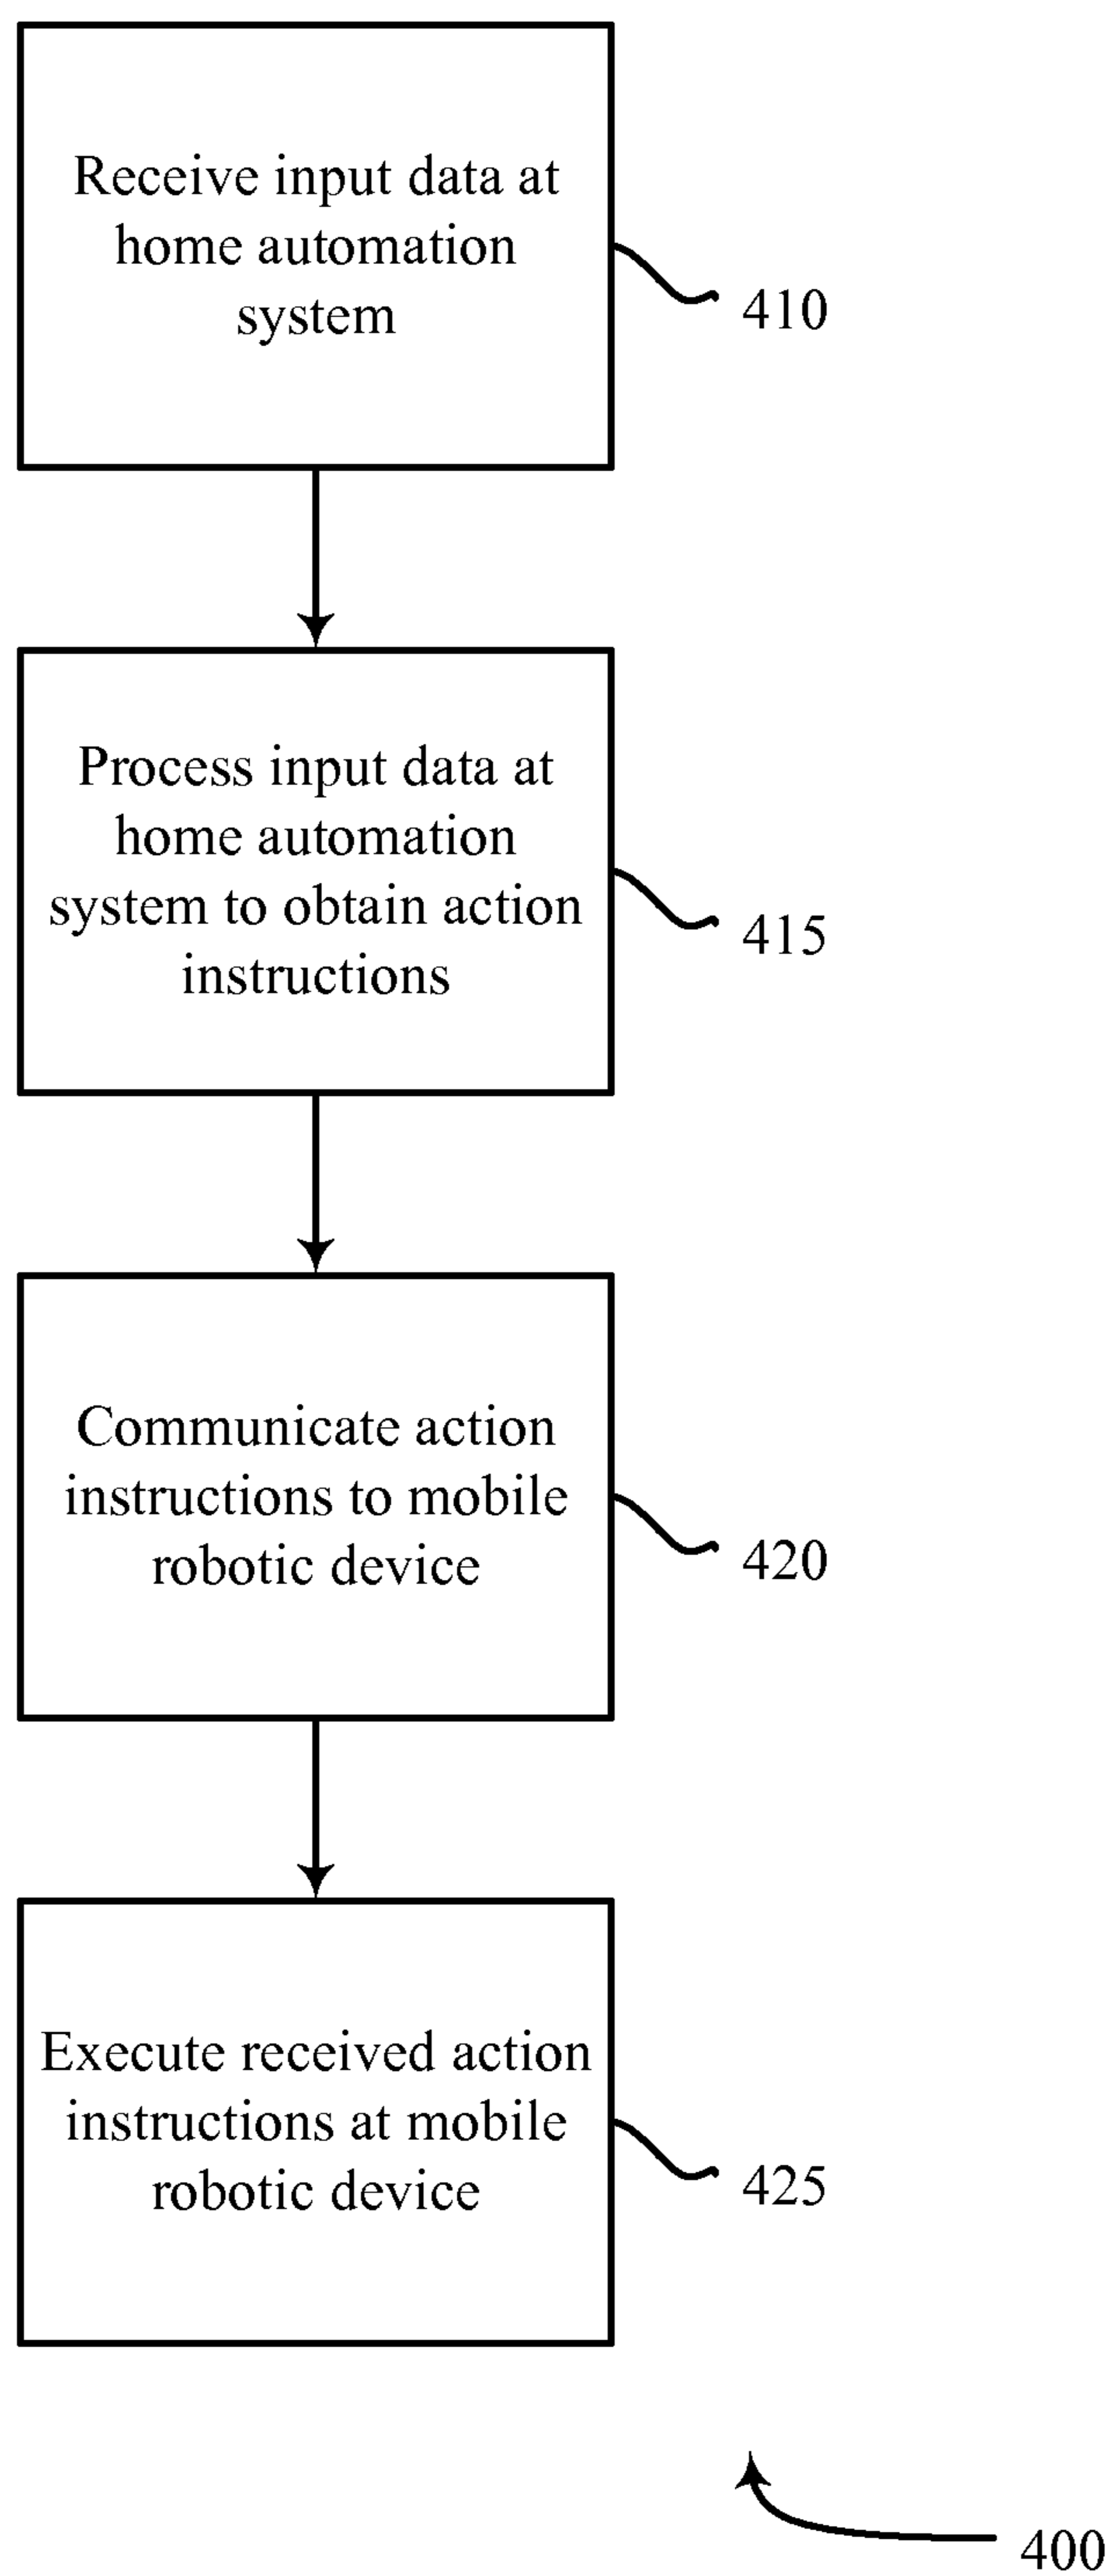 Receive input data at
home automation
system
410
Process input data at
home automation
system to obtain action
instructions
415
Communicate action
instructions to mobile
robotic device
420
Execute received action
instructions at mobile
robotic device
425
400